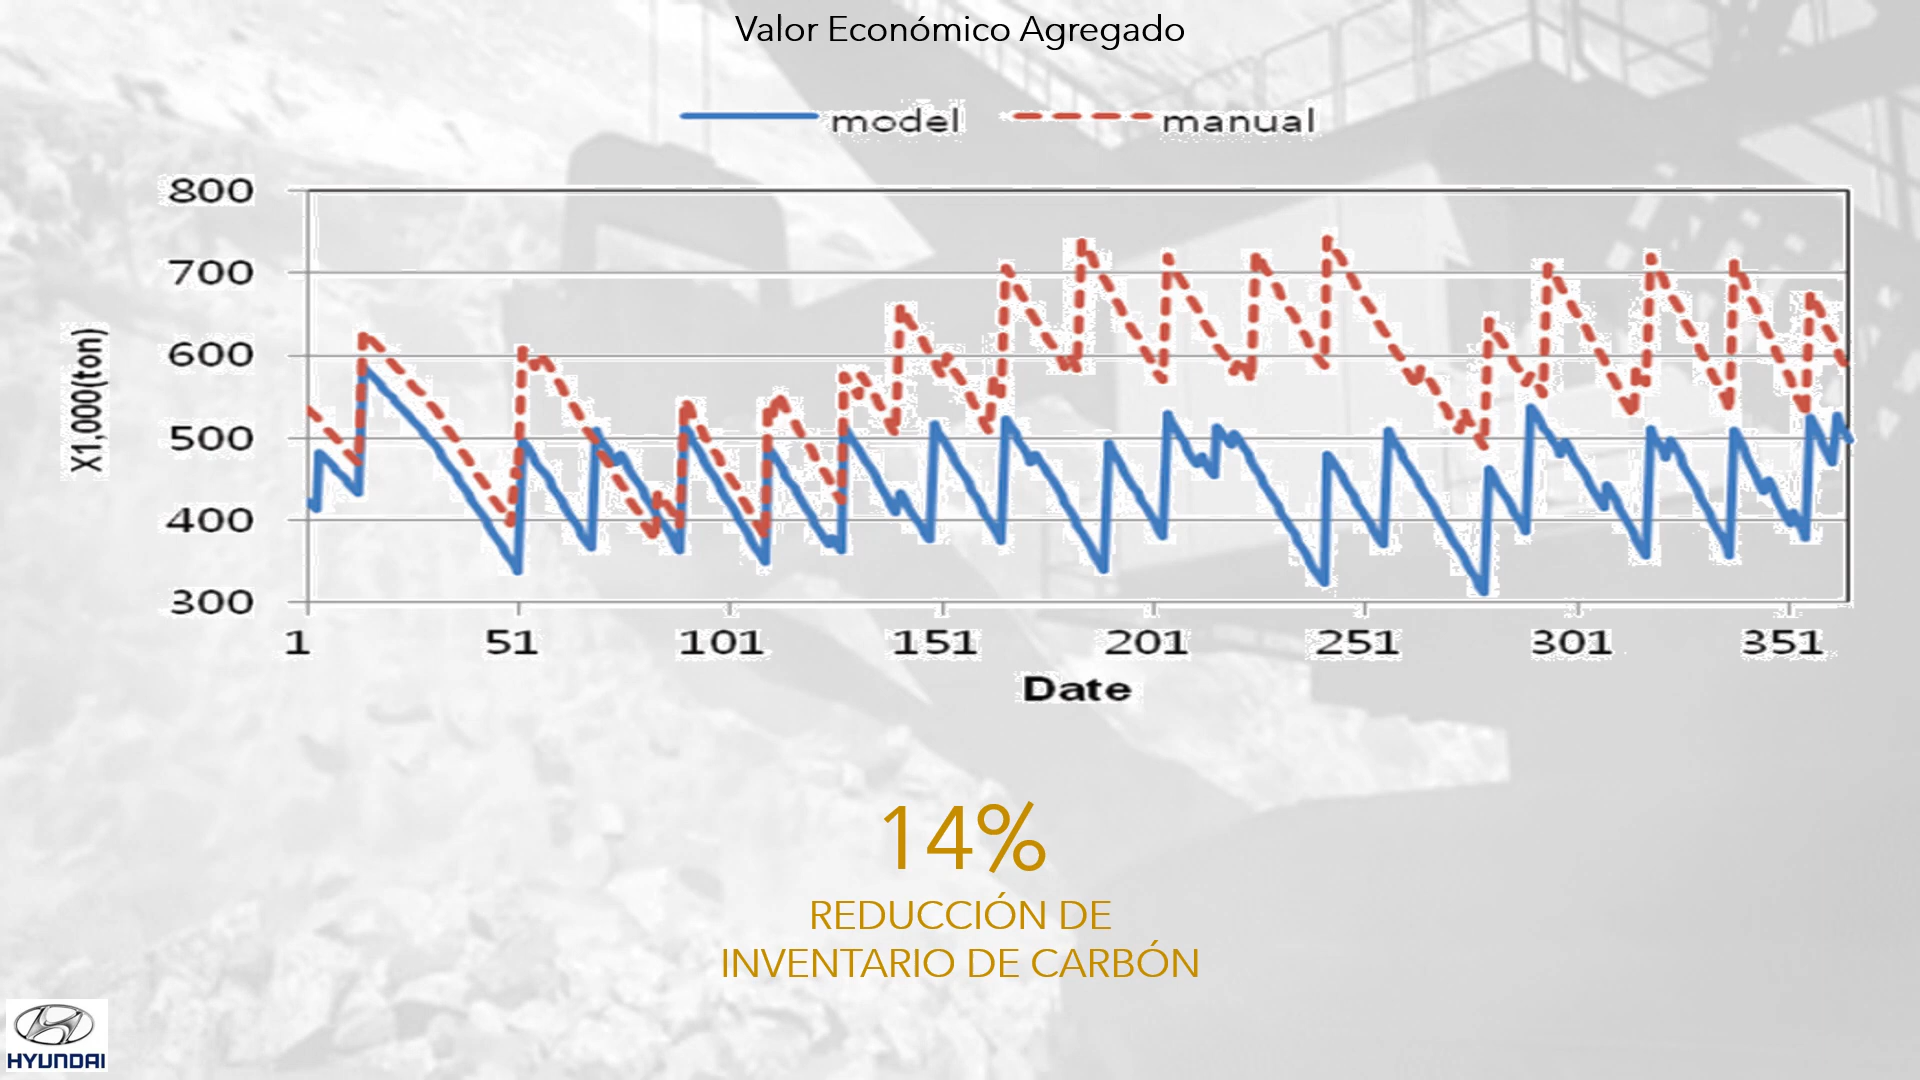 Valor Económico Agregado
model manual
800
700
600
500
400
300
X1,000(ton)
1 51 101 151 201 251 301 351
Date
14%
REDUCCIÓN DE
INVENTARIO DE CARBÓN
HYUNDAI